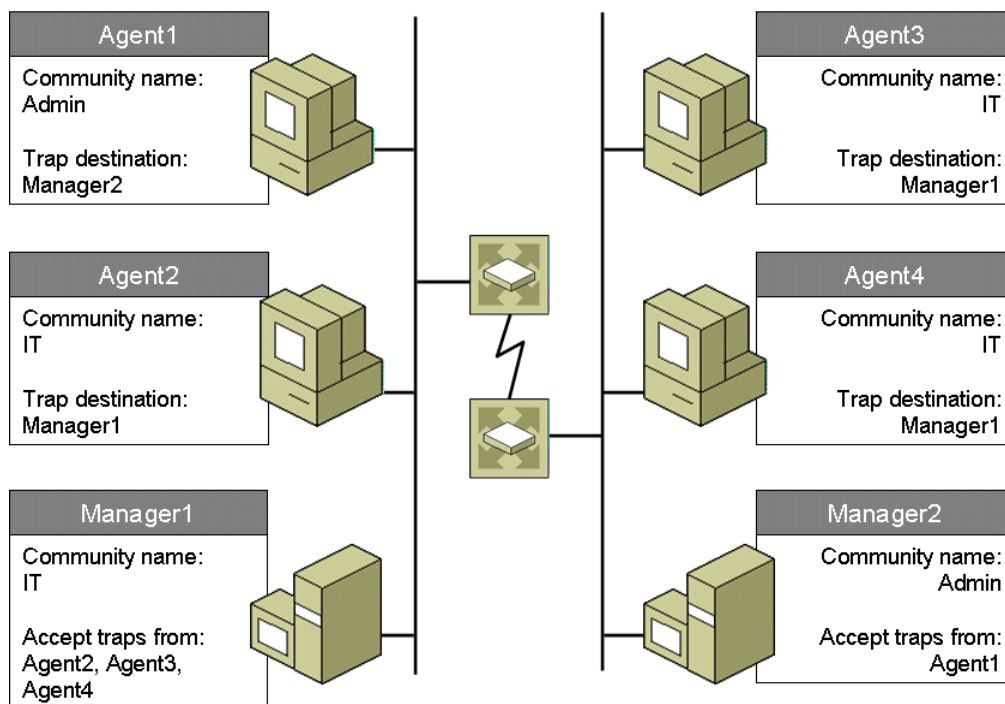 Agent1
Community name:
Admin
Trap destination:
Manager2
Agent3
Community name:
IT
Trap destination:
Manager1
Agent2
Community name:
IT
Trap destination:
Manager1
Agent4
Community name:
IT
Trap destination:
Manager1
Manager1
Community name:
IT
Accept traps from:
Agent2, Agent3,
Agent4
Manager2
Community name:
Admin
Accept traps from:
Agent1